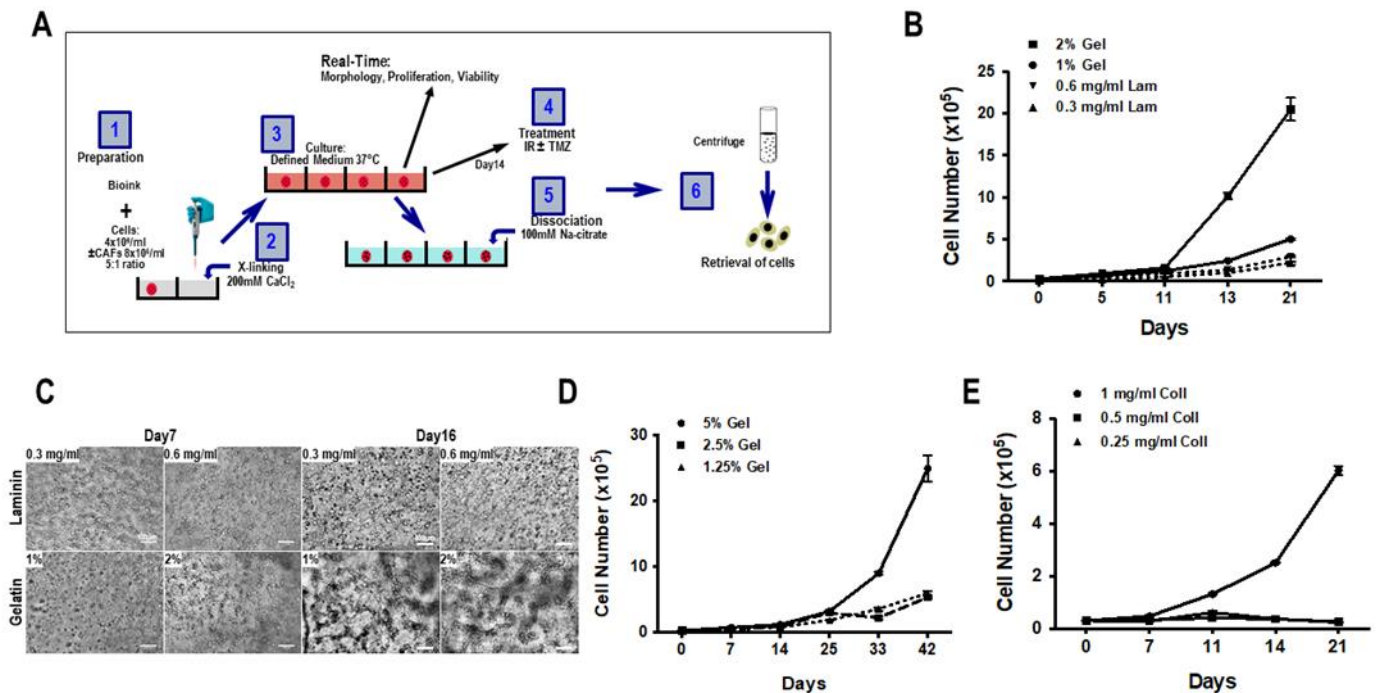 A
1
Preparation
Bioink
+
Cells:
4x10⁶/ml
±CAFs 8x10⁵/ml
5:1 ratio
2
X-linking
200mM CaCl₂
3
Culture:
Defined Medium 37°C
Real-Time:
Morphology, Proliferation, Viability
Day14
4
Treatment
IR ± TMZ
5
Dissociation
100mM Na-citrate
6
Centrifuge
Retrieval of cells
B
2% Gel
1% Gel
0.6 mg/ml Lam
0.3 mg/ml Lam
Cell Number (x10⁵)
25
20
15
10
5
0
0 5 11 13 21
Days
C
Day7 Day16
0.3 mg/ml 0.6 mg/ml 0.3 mg/ml 0.6 mg/ml
Laminin
1% 2% 1% 2%
Gelatin
D
5% Gel
2.5% Gel
1.25% Gel
Cell Number (x10⁵)
30
20
10
0
0 7 14 25 33 42
Days
E
1 mg/ml Coll
0.5 mg/ml Coll
0.25 mg/ml Coll
Cell Number (x10⁵)
8
6
4
2
0
0 7 11 14 21
Days